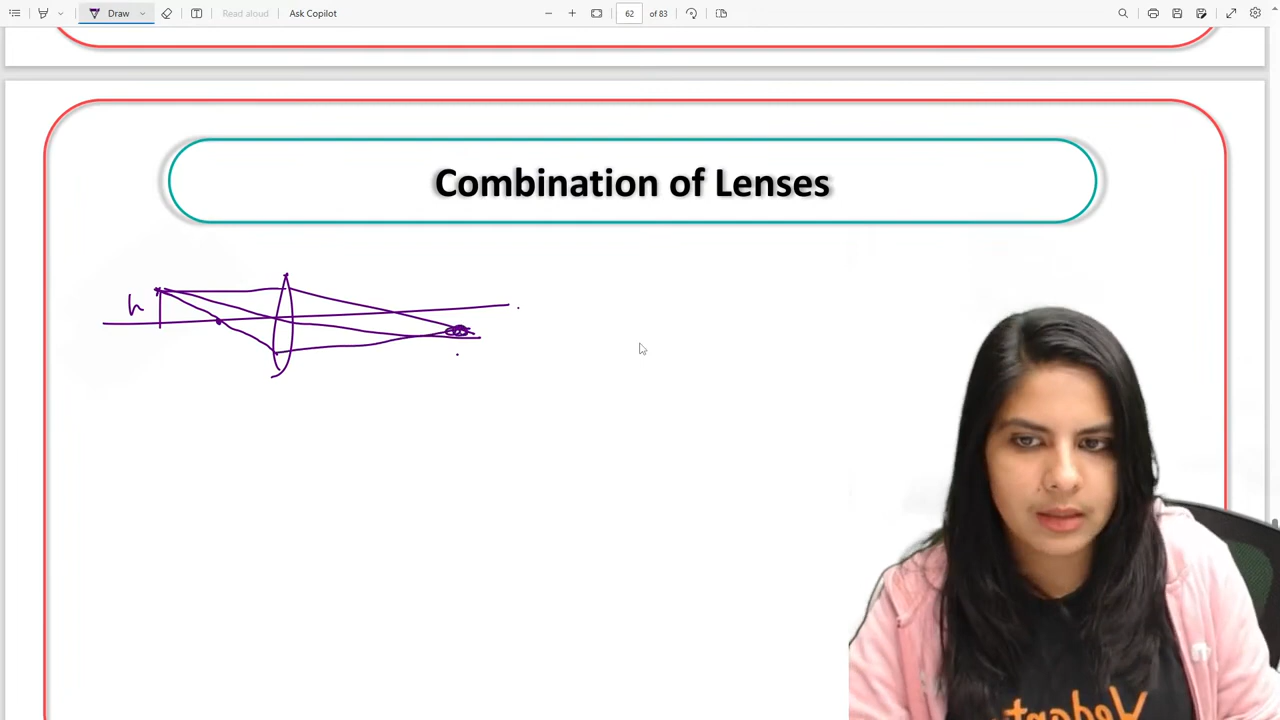 Draw
Read aloud
Ask Copilot
62
of 83
Combination of Lenses
h